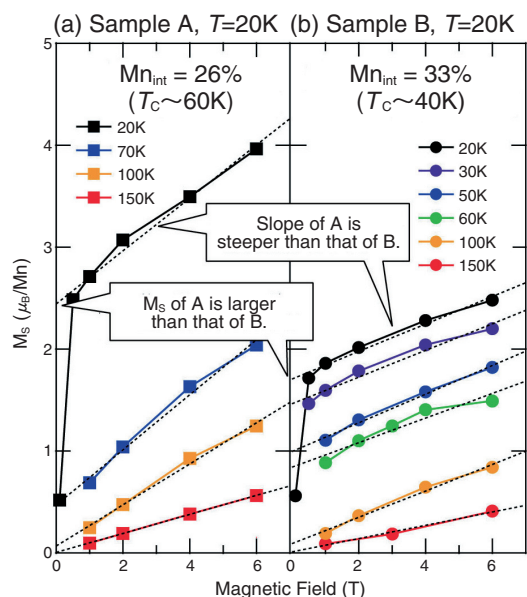 (a) Sample A, T=20K
(b) Sample B, T=20K
Mn_int = 26%
(T_C~60K)
Mn_int = 33%
(T_C~40K)
20K
70K
100K
150K
20K
30K
50K
60K
100K
150K
Slope of A is
steeper than that of B.
M_S of A is larger
than that of B.
M_S (μ_B/Mn)
5
4
3
2
1
0
0
2
4
6
0
2
4
6
Magnetic Field (T)